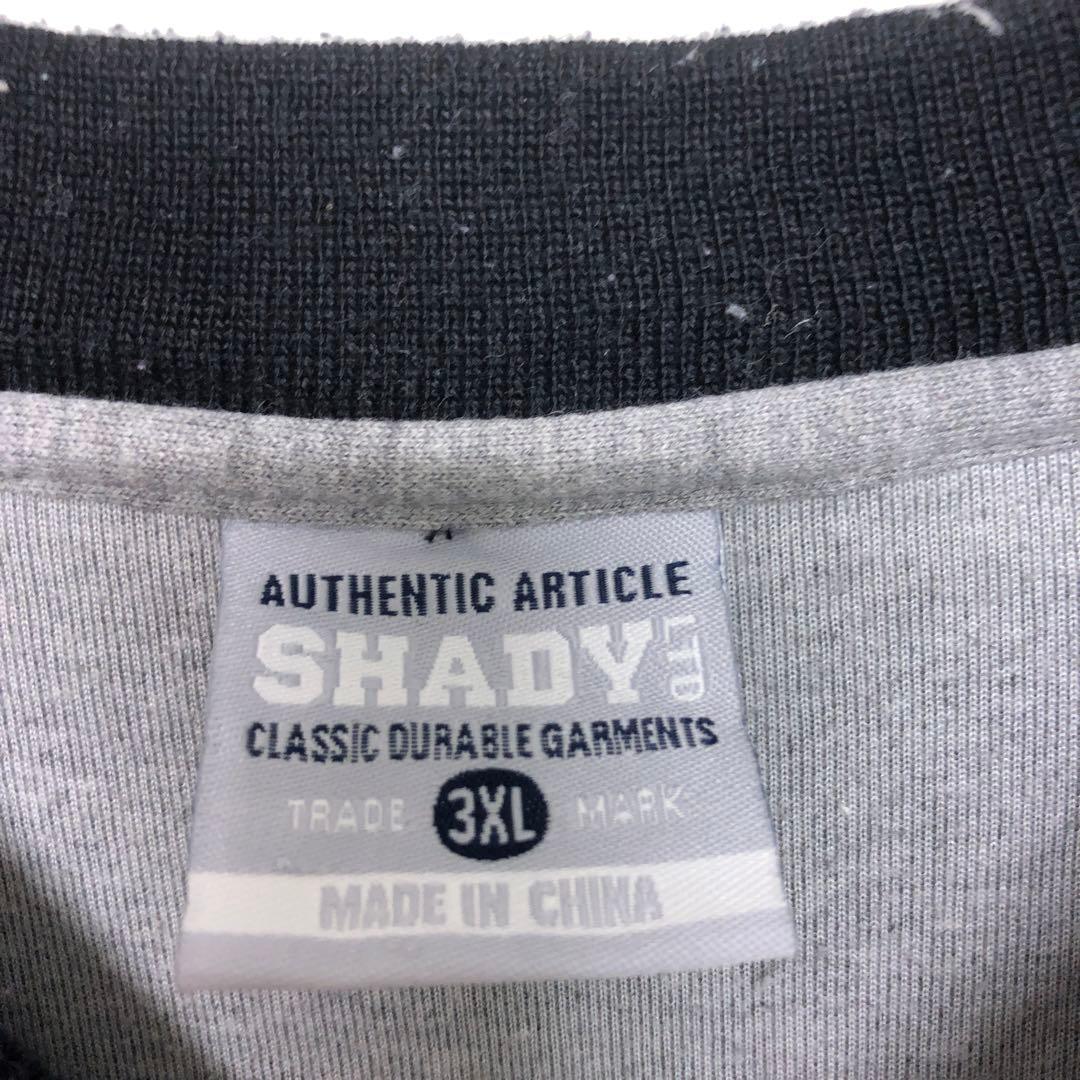 AUTHENTIC ARTICLE
SHADY LTD
CLASSIC DURABLE GARMENTS
TRADE 3XL MARK
MADE IN CHINA